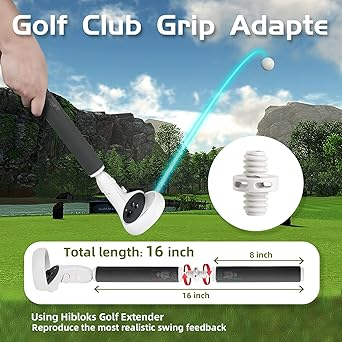 Golf Club Grip Adapte
Total length: 16 inch
8 inch
16 inch
Using Hibloks Golf Extender
Reproduce the most realistic swing feedback